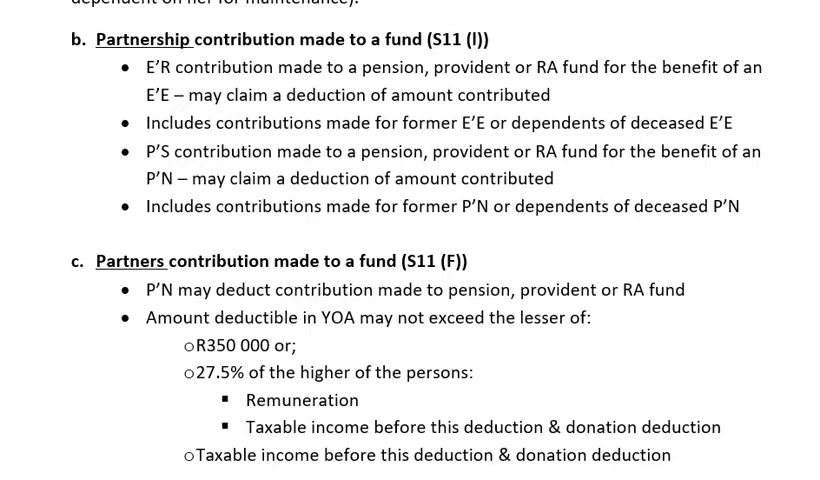 b. Partnership contribution made to a fund (S11 (l))
• E’R contribution made to a pension, provident or RA fund for the benefit of an
E’E – may claim a deduction of amount contributed
• Includes contributions made for former E’E or dependents of deceased E’E
• P’S contribution made to a pension, provident or RA fund for the benefit of an
P’N – may claim a deduction of amount contributed
• Includes contributions made for former P’N or dependents of deceased P’N
c. Partners contribution made to a fund (S11 (F))
• P’N may deduct contribution made to pension, provident or RA fund
• Amount deductible in YOA may not exceed the lesser of:
○R350 000 or;
○27.5% of the higher of the persons:
▪ Remuneration
▪ Taxable income before this deduction & donation deduction
○Taxable income before this deduction & donation deduction